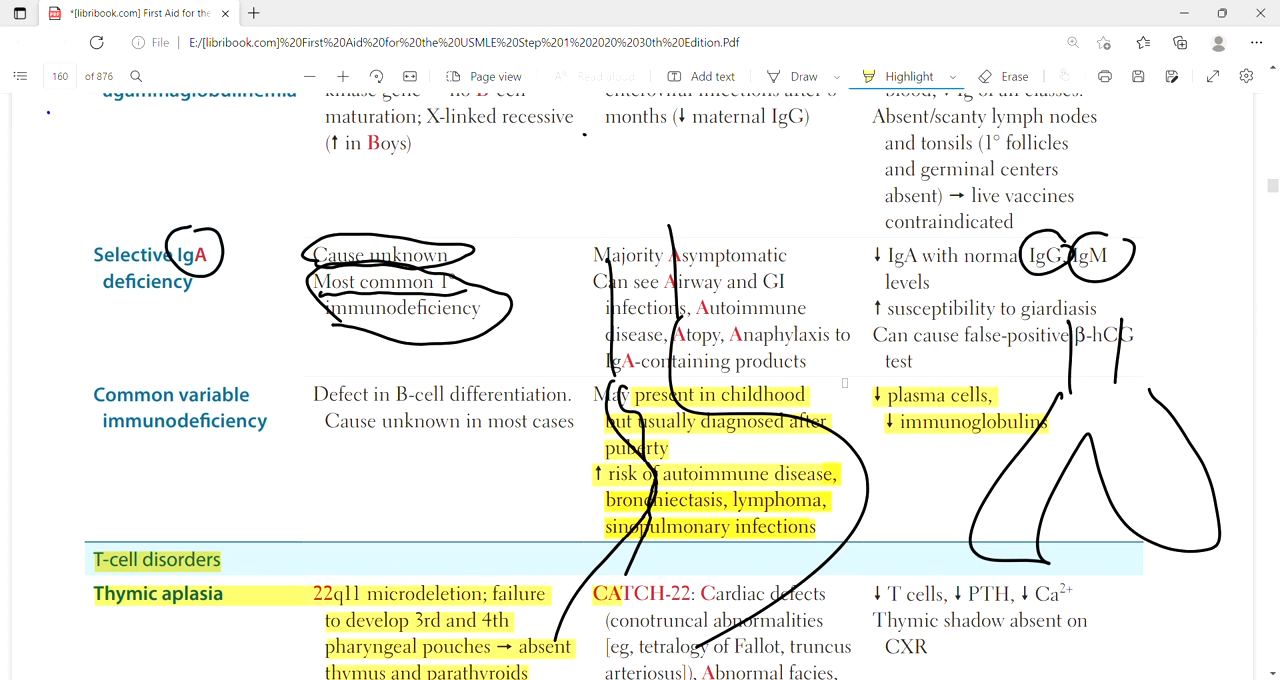 *[libribook.com] First Aid for the
File E:/[libribook.com]%20First%20Aid%20for%20the%20USMLE%20Step%201%202020%2030th%20Edition.Pdf
160 of 876 Page view Read aloud Add text Draw Highlight Erase
agammaglobulinemia
maturation; X-linked recessive
(↑ in Boys)
months (↓ maternal IgG)
Absent/scanty lymph nodes
and tonsils (1° follicles
and germinal centers
absent) → live vaccines
contraindicated
Selective IgA
deficiency
Cause unknown
Most common 1°
immunodeficiency
Majority Asymptomatic
Can see Airway and GI
infections, Autoimmune
disease, Atopy, Anaphylaxis to
IgA-containing products
↓ IgA with normal IgG, IgM
levels
↑ susceptibility to giardiasis
Can cause false-positive β-hCG
test
Common variable
immunodeficiency
Defect in B-cell differentiation.
Cause unknown in most cases
May present in childhood
but usually diagnosed after
puberty
↑ risk of autoimmune disease,
bronchiectasis, lymphoma,
sinopulmonary infections
↓ plasma cells,
↓ immunoglobulins
T-cell disorders
Thymic aplasia
22q11 microdeletion; failure
to develop 3rd and 4th
pharyngeal pouches → absent
thymus and parathyroids
CATCH-22: Cardiac defects
(conotruncal abnormalities
[eg, tetralogy of Fallot, truncus
arteriosus]), Abnormal facies,
↓ T cells, ↓ PTH, ↓ Ca2+
Thymic shadow absent on
CXR